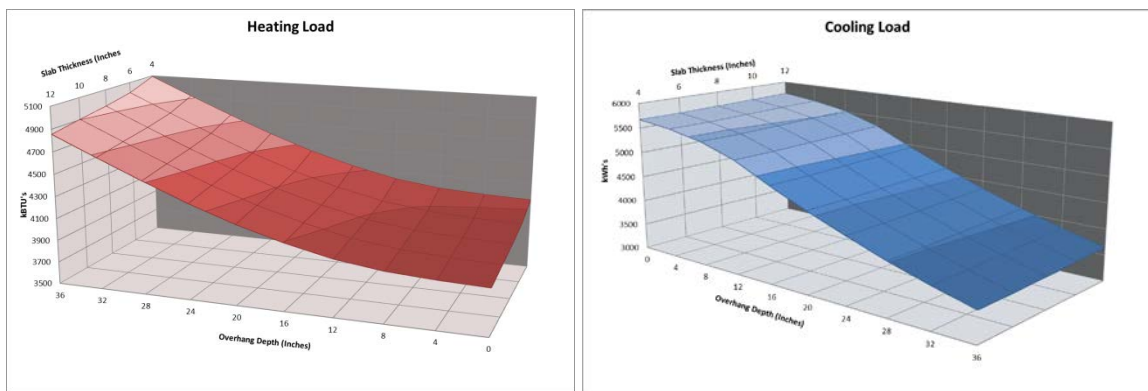 Heating Load
Slab Thickness (Inches
12 10 8 6 4
5100
4900
4700
4500
4300
4100
3900
3700
3500
kBTU's
36 32 28 24 20 16 12 8 4 0
Overhang Depth (Inches)
Cooling Load
Slab Thickness (Inches)
4 6 8 10 12
6000
5500
5000
4500
4000
3500
3000
kWh's
0 4 8 12 16 20 24 28 32 36
Overhang Depth (Inches)